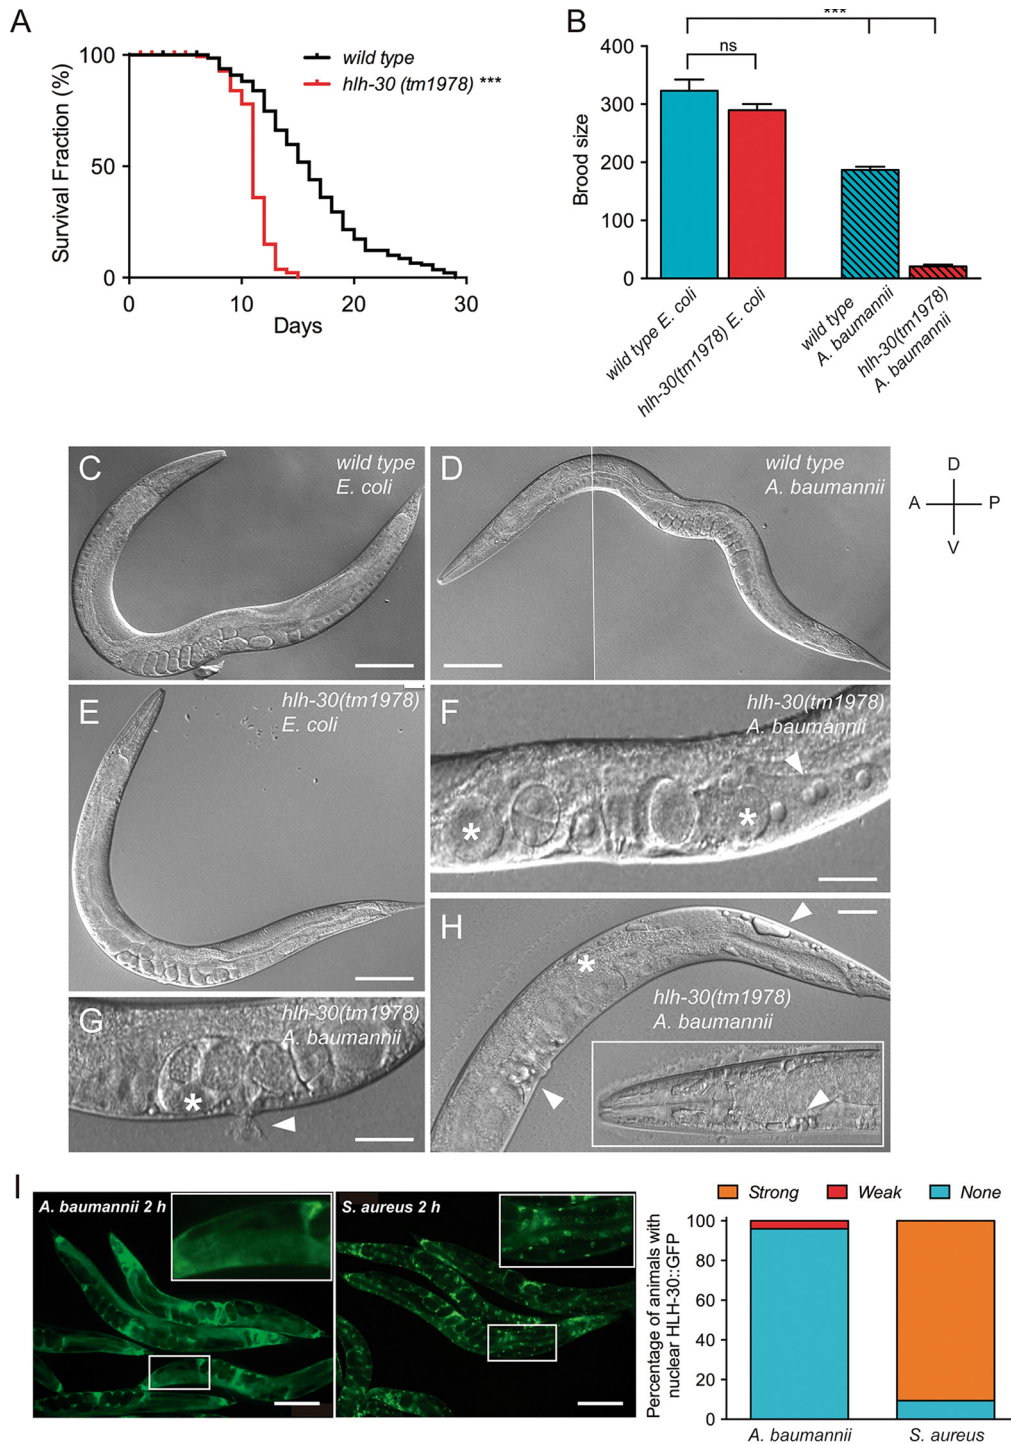 A
100
50
0
Survival Fraction (%)
0
10
20
30
Days
wild type
hlh-30 (tm1978) ***
B
***
ns
400
300
200
100
0
Brood size
wild type E. coli
hlh-30(tm1978) E. coli
wild type
A. baumannii
hlh-30(tm1978)
A. baumannii
C
wild type
E. coli
D
wild type
A. baumannii
D
A
P
V
E
hlh-30(tm1978)
E. coli
F
hlh-30(tm1978)
A. baumannii
*
*
G
hlh-30(tm1978)
A. baumannii
*
H
*
hlh-30(tm1978)
A. baumannii
I
A. baumannii 2 h
S. aureus 2 h
Strong
Weak
None
Percentage of animals with
nuclear HLH-30::GFP
100
80
60
40
20
0
A. baumannii
S. aureus